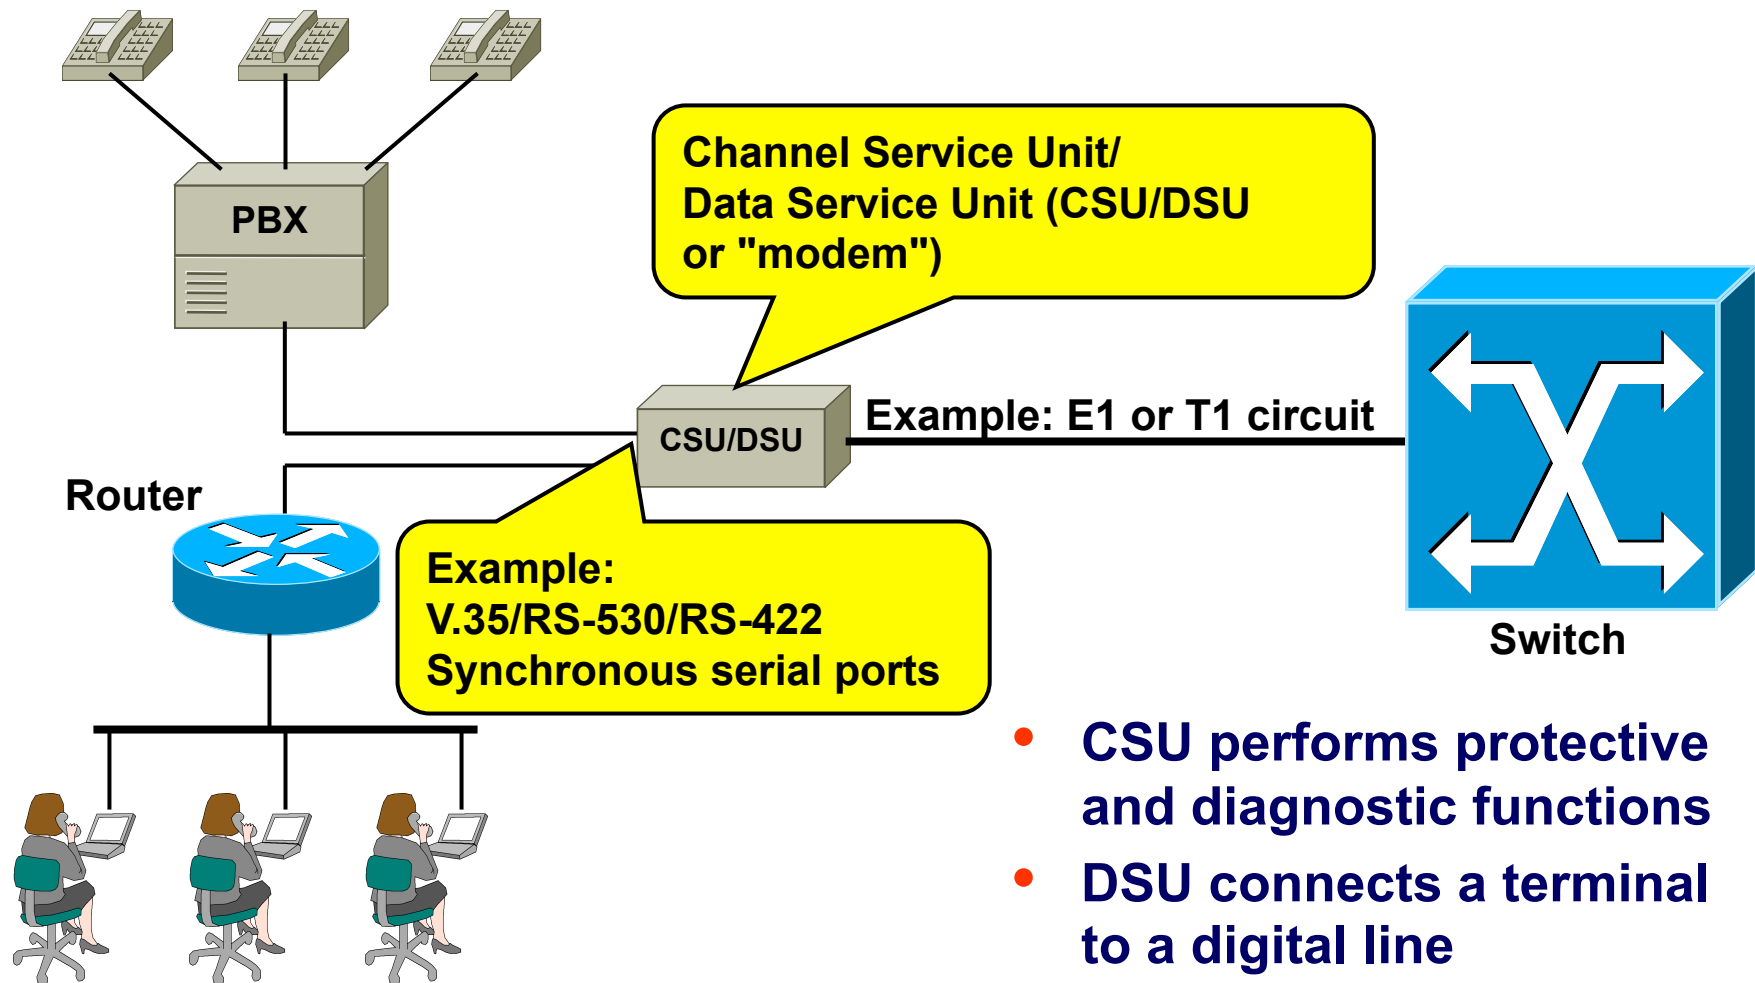 PBX
Channel Service Unit/
Data Service Unit (CSU/DSU
or "modem")
CSU/DSU
Example: E1 or T1 circuit
Router
Example:
V.35/RS-530/RS-422
Synchronous serial ports
Switch
• CSU performs protective
and diagnostic functions
• DSU connects a terminal
to a digital line